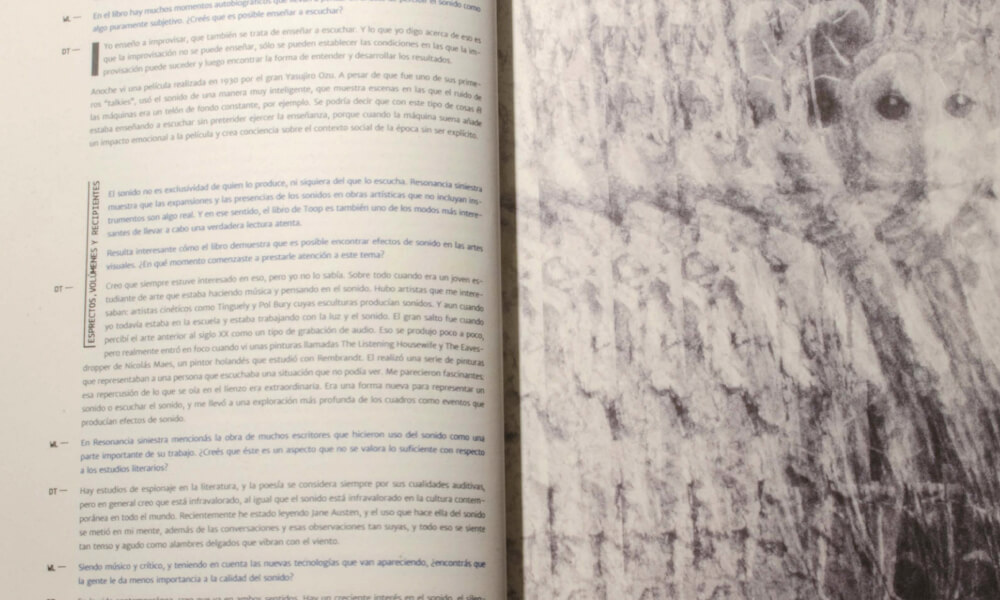 WL — En el libro hay muchos momentos autobiográficos que
el sonido como
algo puramente subjetivo. ¿Creés que es posible enseñar a escuchar?
DT — Yo enseño a improvisar, que también se trata de enseñar a escuchar. Y lo que yo digo acerca de eso es
que la improvisación no se puede enseñar, sólo se pueden establecer las condiciones en las que la im-
provisación puede suceder y luego encontrar la forma de entender y desarrollar los resultados.
Anoche vi una película realizada en 1930 por el gran Yasujiro Ozu. A pesar de que fue uno de sus prime-
ros "talkies", usó el sonido de una manera muy inteligente, que muestra escenas en las que el ruido de
las máquinas era un telón de fondo constante, por ejemplo. Se podría decir que con este tipo de cosas él
estaba enseñando a escuchar sin pretender ejercer la enseñanza, porque cuando la máquina suena añade
un impacto emocional a la película y crea conciencia sobre el contexto social de la época sin ser explícito.
ESPECTROS, VOLÚMENES Y RECIPIENTES
El sonido no es exclusividad de quien lo produce, ni siquiera del que lo escucha. Resonancia siniestra
muestra que las expansiones y las presencias de los sonidos en obras artísticas que no incluyan ins-
trumentos son algo real. Y en ese sentido, el libro de Toop es también uno de los modos más intere-
santes de llevar a cabo una verdadera lectura atenta.
Resulta interesante cómo el libro demuestra que es posible encontrar efectos de sonido en las artes
visuales. ¿En qué momento comenzaste a prestarle atención a este tema?
DT — Creo que siempre estuve interesado en eso, pero yo no lo sabía. Sobre todo cuando era un joven es-
tudiante de arte que estaba haciendo música y pensando en el sonido. Hubo artistas que me intere-
saban: artistas cinéticos como Tinguely y Pol Bury cuyas esculturas producían sonidos. Y aun cuando
yo todavía estaba en la escuela y estaba trabajando con la luz y el sonido. El gran salto fue cuando
percibí el arte anterior al siglo XX como un tipo de grabación de audio. Eso se produjo poco a poco,
pero realmente entró en foco cuando vi unas pinturas llamadas The Listening Housewife y The Eaves-
dropper de Nicolás Maes, un pintor holandés que estudió con Rembrandt. El realizó una serie de pinturas
que representaban a una persona que escuchaba una situación que no podía ver. Me parecieron fascinantes,
esa repercusión de lo que se oía en el lienzo era extraordinaria. Era una forma nueva para representar un
sonido o escuchar el sonido, y me llevó a una exploración más profunda de los cuadros como eventos que
producían efectos de sonido.
WL — En Resonancia siniestra mencionás la obra de muchos escritores que hicieron uso del sonido como una
parte importante de su trabajo. ¿Creés que éste es un aspecto que no se valora lo suficiente con respecto
a los estudios literarios?
DT — Hay estudios de espionaje en la literatura, y la poesía se considera siempre por sus cualidades auditivas,
pero en general creo que está infravalorado, al igual que el sonido está infravalorado en la cultura contem-
poránea en todo el mundo. Recientemente he estado leyendo Jane Austen, y el uso que hace ella del sonido
se metió en mi mente, además de las conversaciones y esas observaciones tan suyas, y todo eso se siente
tan tenso y agudo como alambres delgados que vibran con el viento.
WL — Siendo músico y crítico, y teniendo en cuenta las nuevas tecnologías que van apareciendo, ¿encontrás que
la gente le da menos importancia a la calidad del sonido?